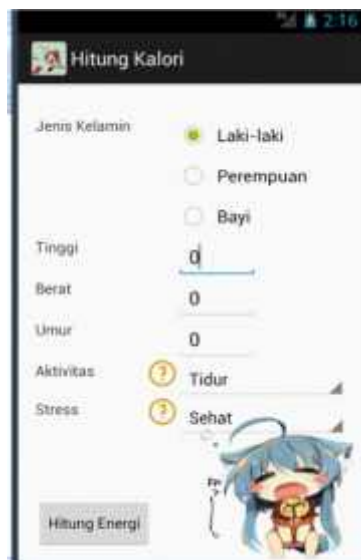 2:16
Hitung Kalori
Jenis Kelamin
Laki-laki
Perempuan
Bayi
Tinggi
0
Berat
0
Umur
0
Aktivitas
?
Tidur
Stress
?
Sehat
Hitung Energi